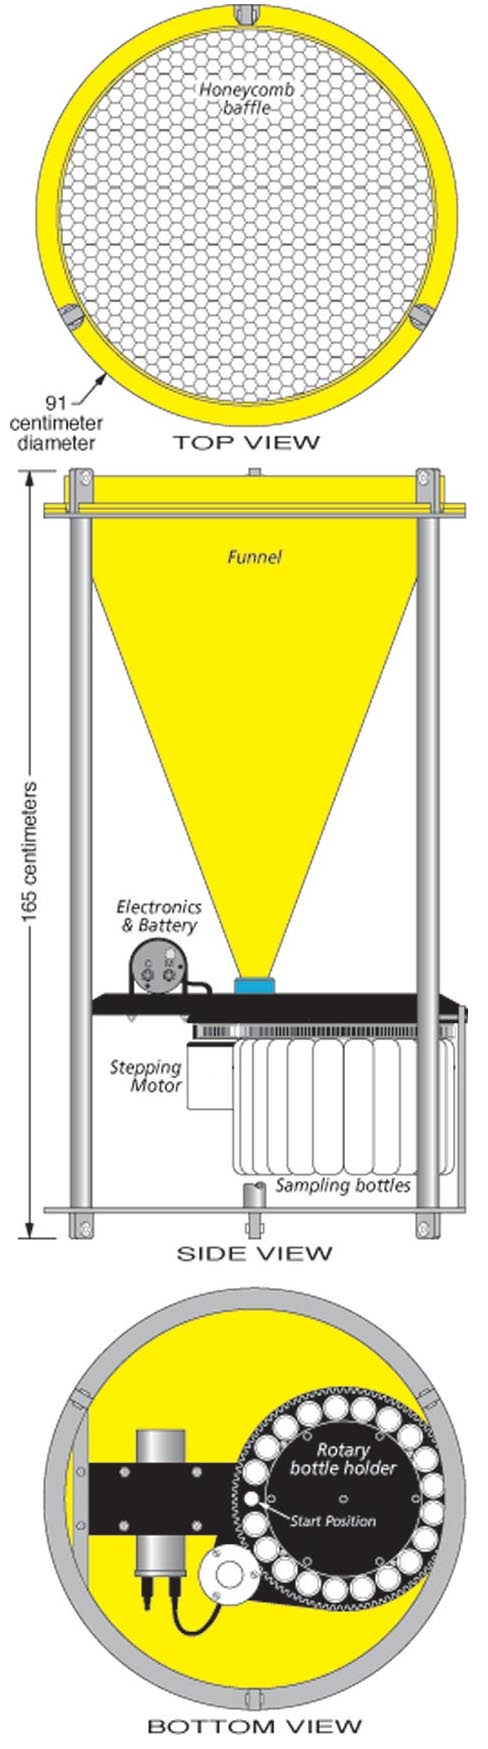 Honeycomb
baffle
91
centimeter
diameter
TOP VIEW
Funnel
165 centimeters
Electronics
& Battery
C M
Stepping
Motor
Sampling bottles
SIDE VIEW
Rotary
bottle holder
Start Position
BOTTOM VIEW